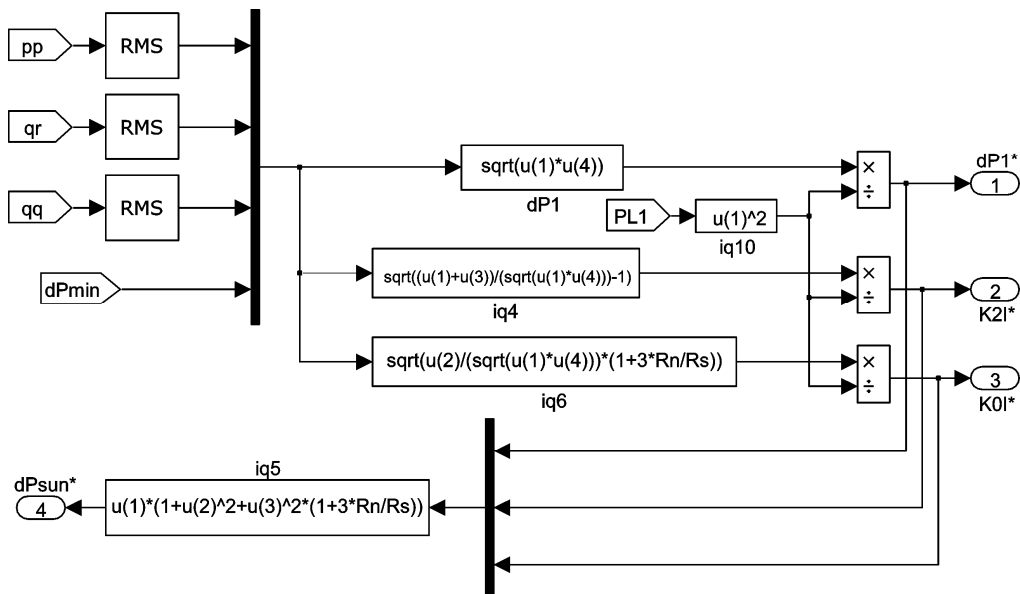 pp
RMS
qr
RMS
qq
RMS
dPmin
sqrt(u(1)*u(4))
dP1
PL1
u(1)^2
iq10
×
÷
dP1*
1
sqrt((u(1)+u(3))/(sqrt(u(1)*u(4)))-1)
iq4
×
÷
2
K2I*
sqrt(u(2)/(sqrt(u(1)*u(4)))*(1+3*Rn/Rs))
iq6
×
÷
3
K0I*
iq5
u(1)*(1+u(2)^2+u(3)^2*(1+3*Rn/Rs))
dPsun*
4